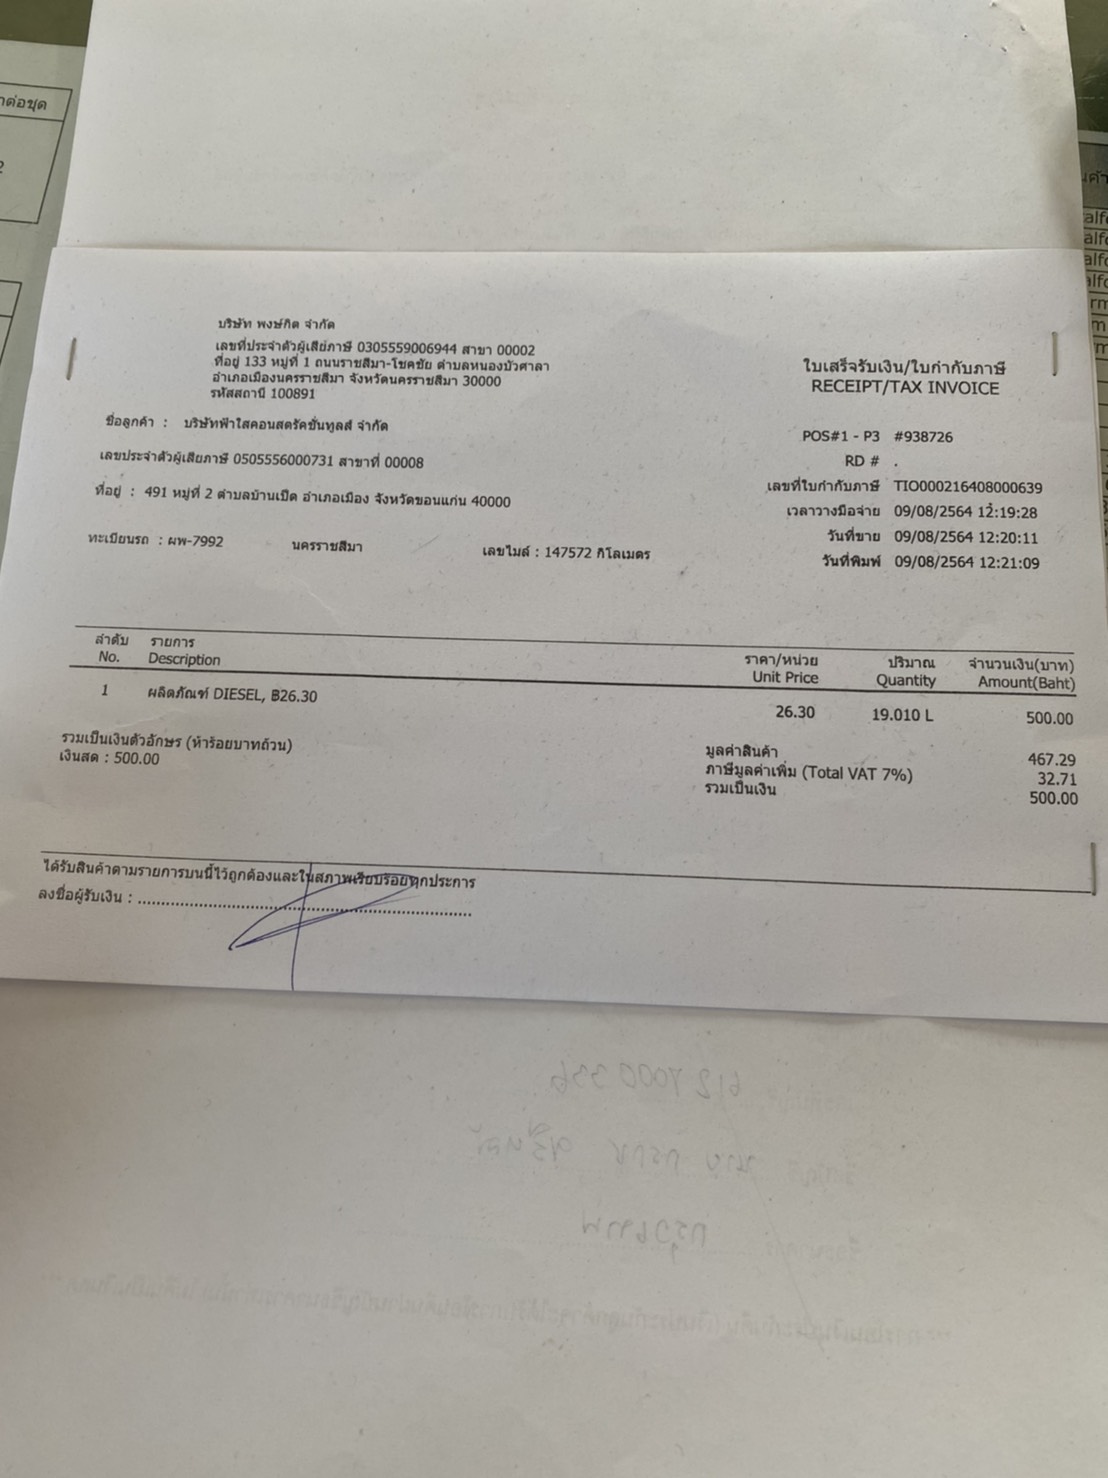 าต่อชุด
บริษัท พงษ์กิต จำกัด
เลขที่ประจำตัวผู้เสียภาษี 0305559006944 สาขา 00002
ที่อยู่ 133 หมู่ที่ 1 ถนนราชสีมา-โชคชัย ตำบลหนองบัวศาลา
อำเภอเมืองนครราชสีมา จังหวัดนครราชสีมา 30000
รหัสสถานี 100891
ใบเสร็จรับเงิน/ใบกำกับภาษี
RECEIPT/TAX INVOICE
ชื่อลูกค้า : บริษัทฟ้าใสคอนสตรัคชั่นทูลส์ จำกัด
เลขประจำตัวผู้เสียภาษี 0505556000731 สาขาที่ 00008
ที่อยู่ : 491 หมู่ที่ 2 ตำบลบ้านเป็ด อำเภอเมือง จังหวัดขอนแก่น 40000
ทะเบียนรถ : ผพ-7992 นครราชสีมา เลขไมล์ : 147572 กิโลเมตร
POS#1 - P3 #938726
RD # .
เลขที่ใบกำกับภาษี TIO000216408000639
เวลาวางมือจ่าย 09/08/2564 12:19:28
วันที่ขาย 09/08/2564 12:20:11
วันที่พิมพ์ 09/08/2564 12:21:09
ลำดับ รายการ ราคา/หน่วย ปริมาณ จำนวนเงิน(บาท)
No. Description Unit Price Quantity Amount(Baht)
1 ผลิตภัณฑ์ DIESEL, ฿26.30 26.30 19.010 L 500.00
รวมเป็นเงินตัวอักษร (ห้าร้อยบาทถ้วน)
เงินสด : 500.00
มูลค่าสินค้า 467.29
ภาษีมูลค่าเพิ่ม (Total VAT 7%) 32.71
รวมเป็นเงิน 500.00
ได้รับสินค้าตามรายการบนนี้ไว้ถูกต้องและในสภาพเรียบร้อยทุกประการ
ลงชื่อผู้รับเงิน :